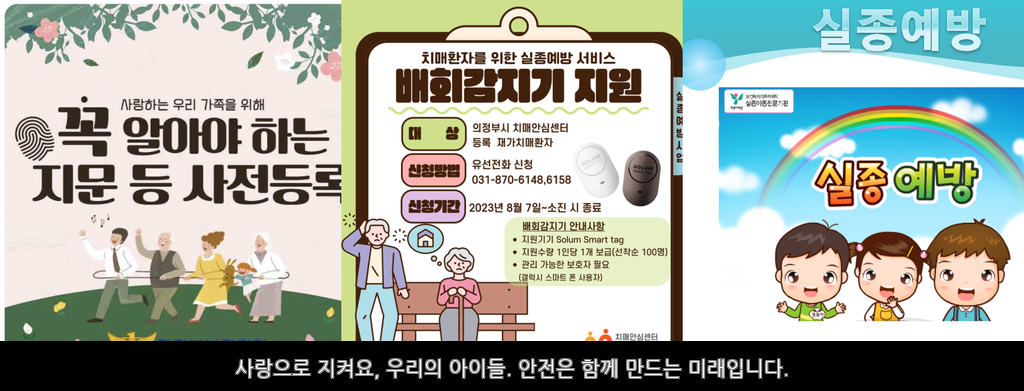 사랑하는 우리 가족을 위해
꼭 알아야 하는
지문 등 사전등록
치매환자를 위한 실종예방 서비스
배회감지기 지원
대 상
의정부시 치매안심센터
등록 재가치매환자
신청방법
유선전화 신청
031-870-6148,6158
신청기간
2023년 8월 7일~소진 시 종료
SOLUM
SOLUM
배회감지기 안내사항
• 지원기기 Solum Smart tag
• 지원수량 1인당 1개 보급(선착순 100명)
• 관리 가능한 보호자 필요
(갤럭시 스마트 폰 사용자)
치매안심센터
실종예방사업
실종예방
실종아동전문기관
실종 예방
사랑으로 지켜요, 우리의 아이들. 안전은 함께 만드는 미래입니다.